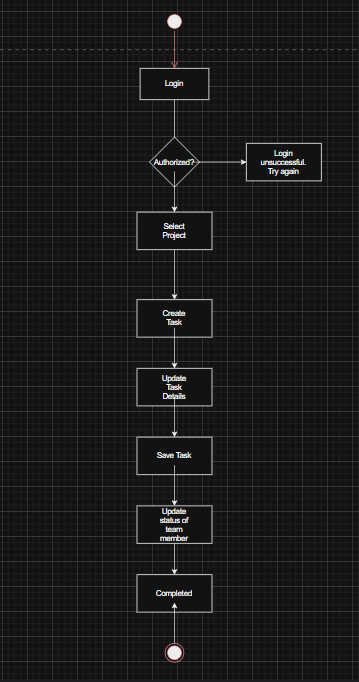 Login
Authorized?
Login
unsuccessful.
Try again
Select
Project
Create
Task
Update
Task
Details
Save Task
Update
status of
team
member
Completed